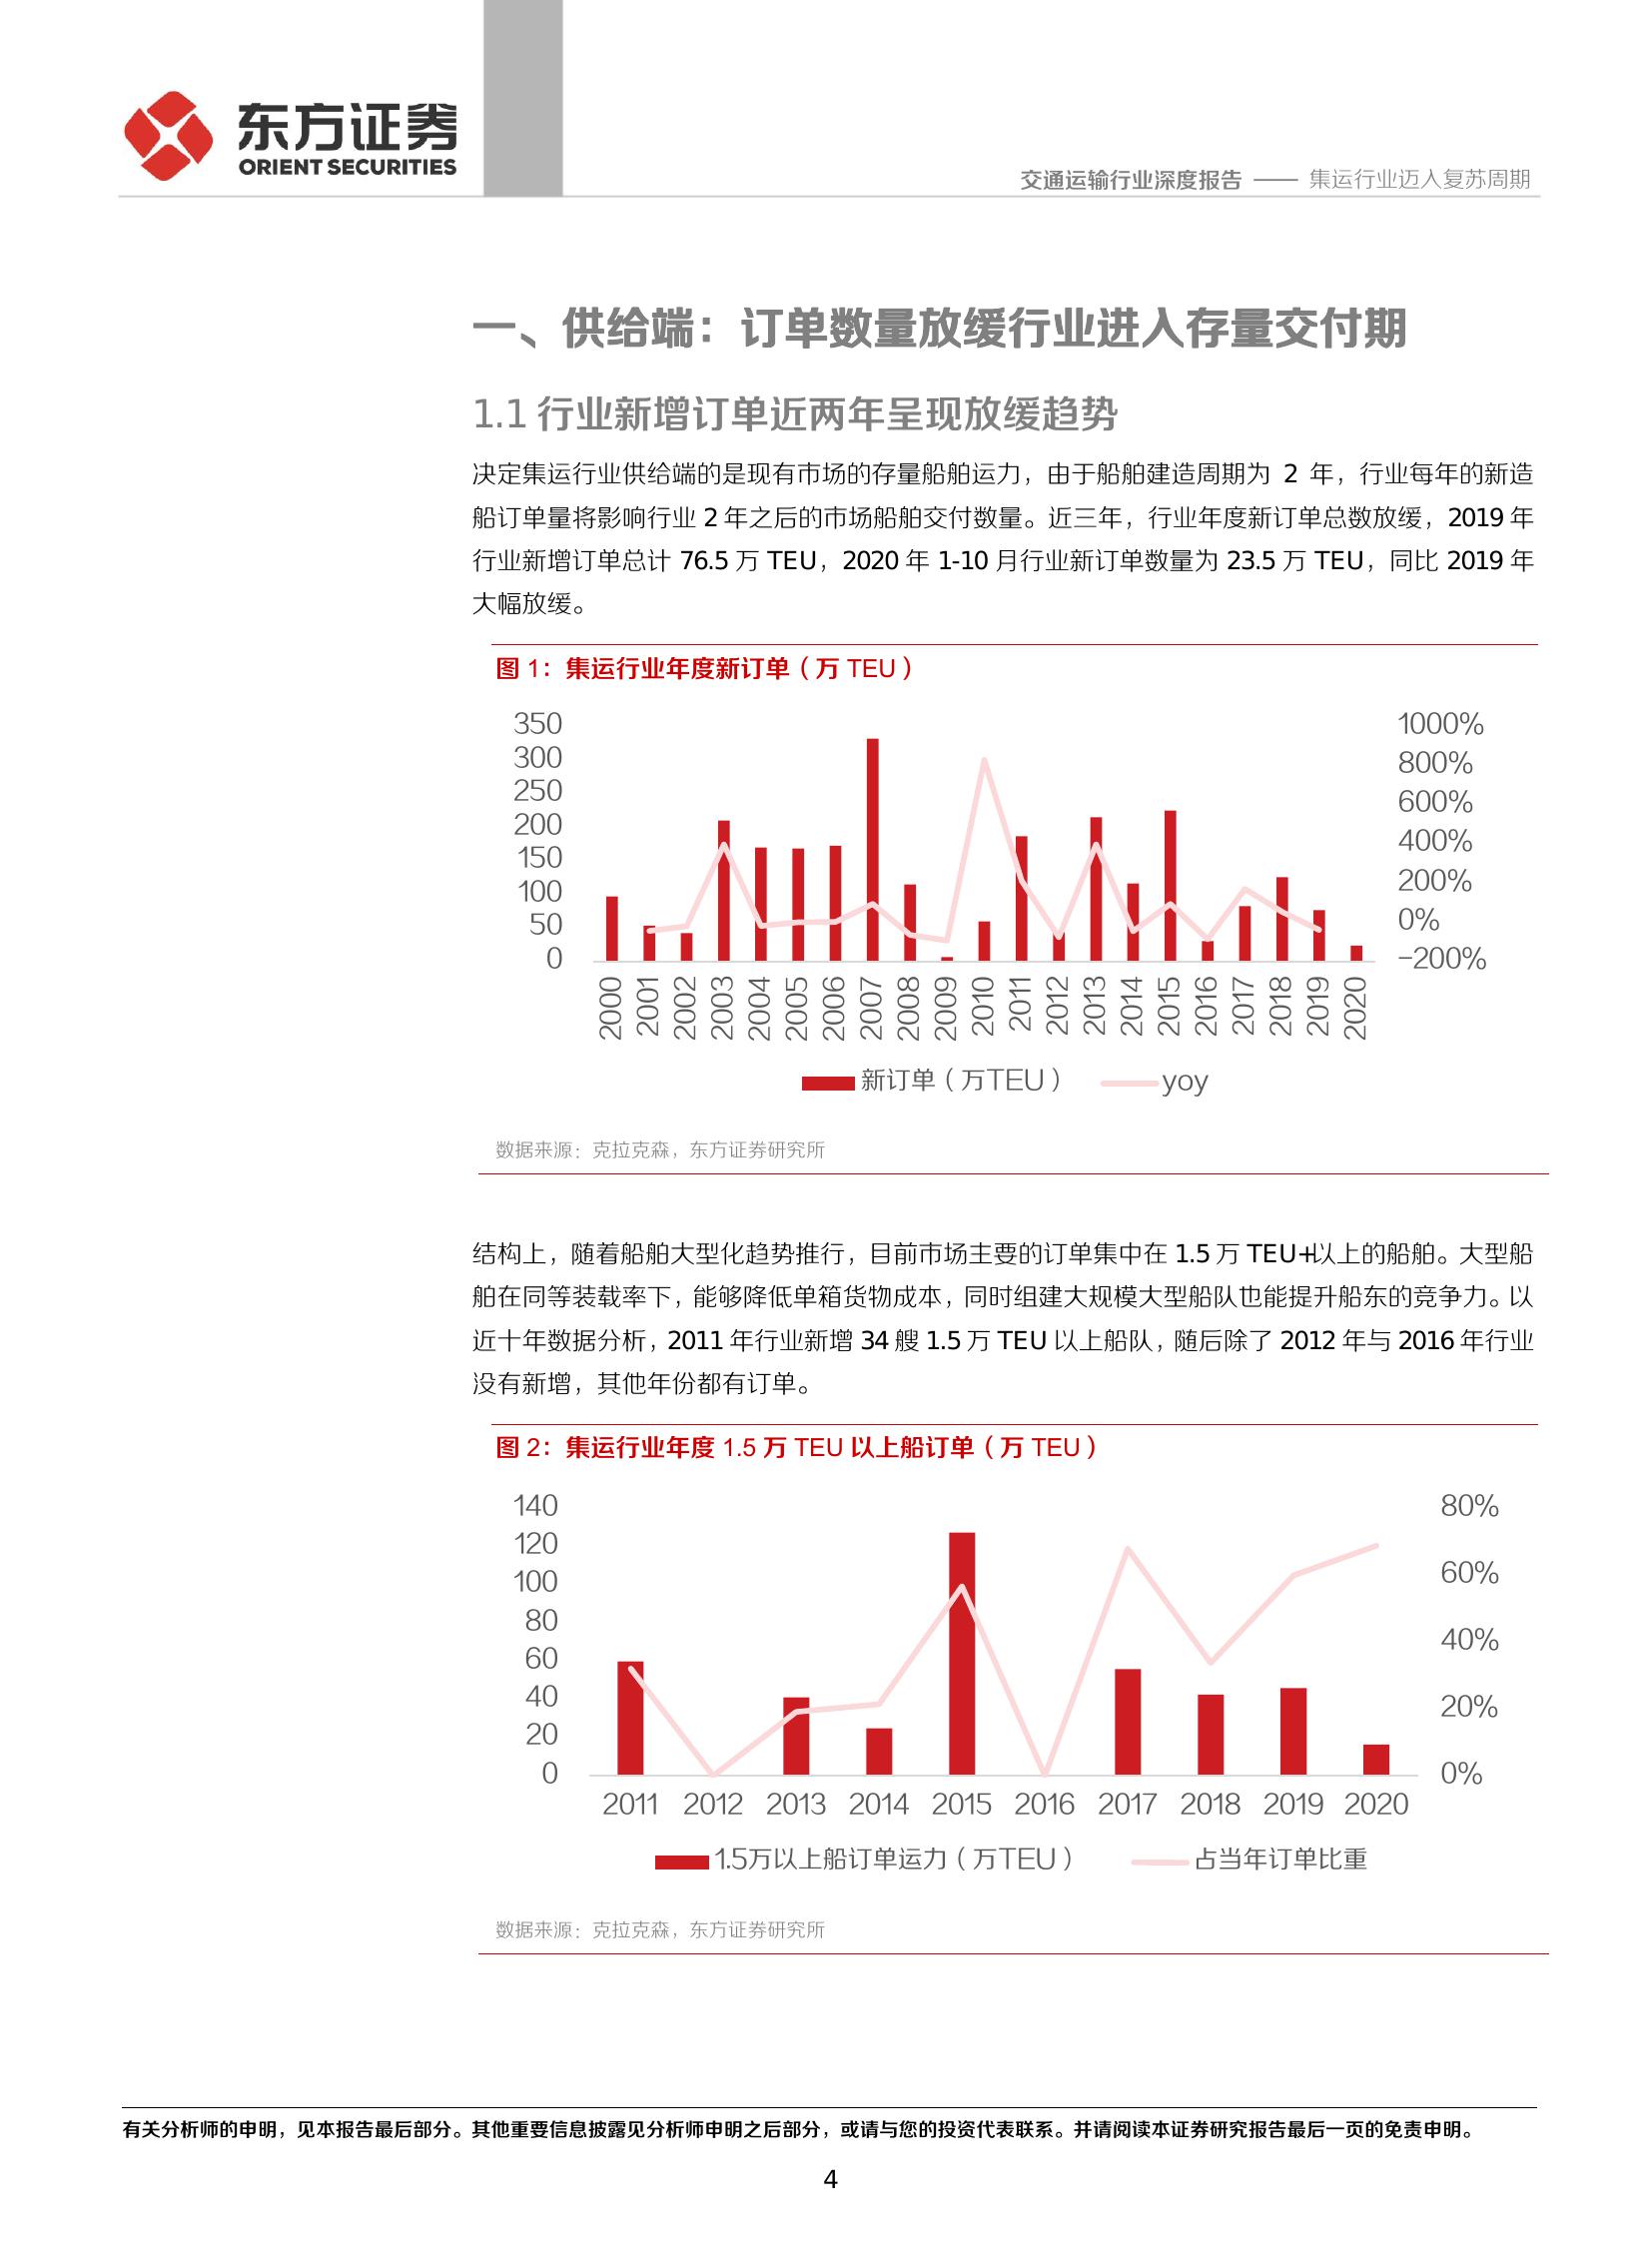 东方证券
ORIENT SECURITIES
交通运输行业深度报告 —— 集运行业迈入复苏周期
一、供给端：订单数量放缓行业进入存量交付期
1.1 行业新增订单近两年呈现放缓趋势
决定集运行业供给端的是现有市场的存量船舶运力，由于船舶建造周期为 2 年，行业每年的新造
船订单量将影响行业 2 年之后的市场船舶交付数量。近三年，行业年度新订单总数放缓，2019 年
行业新增订单总计 76.5 万 TEU，2020 年 1-10 月行业新订单数量为 23.5 万 TEU，同比 2019 年
大幅放缓。
图 1：集运行业年度新订单（万 TEU）
350
300
250
200
150
100
50
0
1000%
800%
600%
400%
200%
0%
-200%
2000 2001 2002 2003 2004 2005 2006 2007 2008 2009 2010 2011 2012 2013 2014 2015 2016 2017 2018 2019 2020
新订单（万TEU） yoy
数据来源：克拉克森，东方证券研究所
结构上，随着船舶大型化趋势推行，目前市场主要的订单集中在 1.5 万 TEU+以上的船舶。大型船
舶在同等装载率下，能够降低单箱货物成本，同时组建大规模大型船队也能提升船东的竞争力。以
近十年数据分析，2011 年行业新增 34 艘 1.5 万 TEU 以上船队，随后除了 2012 年与 2016 年行业
没有新增，其他年份都有订单。
图 2：集运行业年度 1.5 万 TEU 以上船订单（万 TEU）
140
120
100
80
60
40
20
0
80%
60%
40%
20%
0%
2011 2012 2013 2014 2015 2016 2017 2018 2019 2020
1.5万以上船订单运力（万TEU） 占当年订单比重
数据来源：克拉克森，东方证券研究所
有关分析师的申明，见本报告最后部分。其他重要信息披露见分析师申明之后部分，或请与您的投资代表联系。并请阅读本证券研究报告最后一页的免责申明。
4